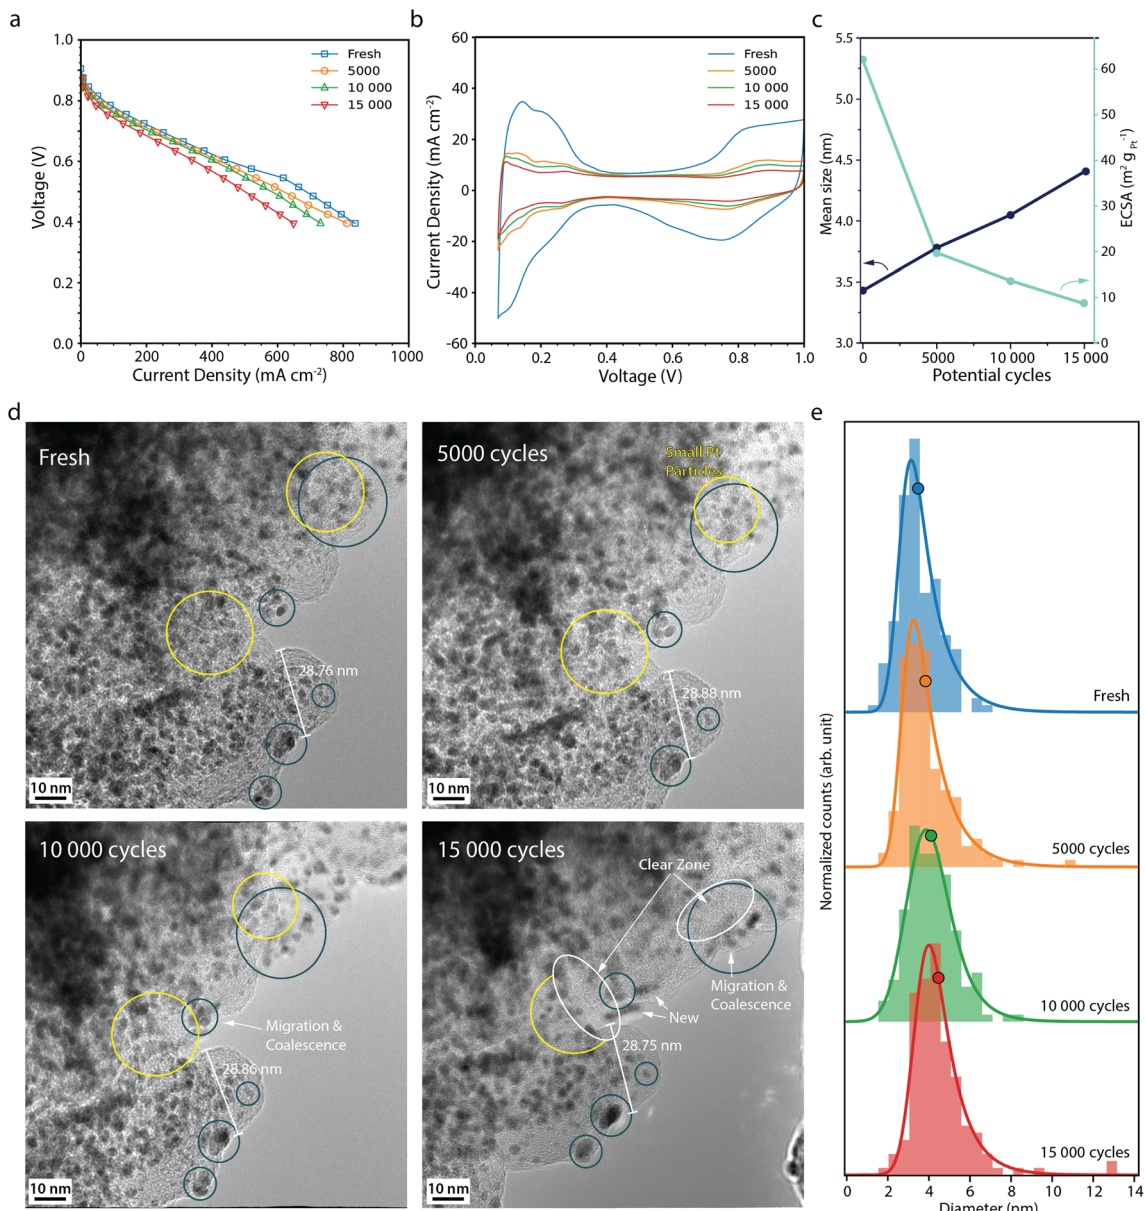 a
1.0
0.8
0.6
0.4
0.2
0.0
Voltage (V)
0
200
400
600
800
1000
Current Density (mA cm-2)
Fresh
5000
10 000
15 000
b
60
40
20
0
-20
-40
-60
Current Density (mA cm-2)
0.0
0.2
0.4
0.6
0.8
1.0
Voltage (V)
Fresh
5000
10 000
15 000
c
5.5
5.0
4.5
4.0
3.5
3.0
Mean size (nm)
0
5000
10 000
15 000
Potential cycles
60
50
40
30
20
10
0
ECSA (m2 g Pt-1)
d
Fresh
28.76 nm
10 nm
5000 cycles
Small Pt
Particles
28.88 nm
10 nm
10 000 cycles
Migration &
Coalescence
28.86 nm
10 nm
15 000 cycles
Clear Zone
Migration &
Coalescence
New
28.75 nm
10 nm
e
Normalized counts (arb. unit)
Fresh
5000 cycles
10 000 cycles
15 000 cycles
0
2
4
6
8
10
12
14
Diameter (nm)